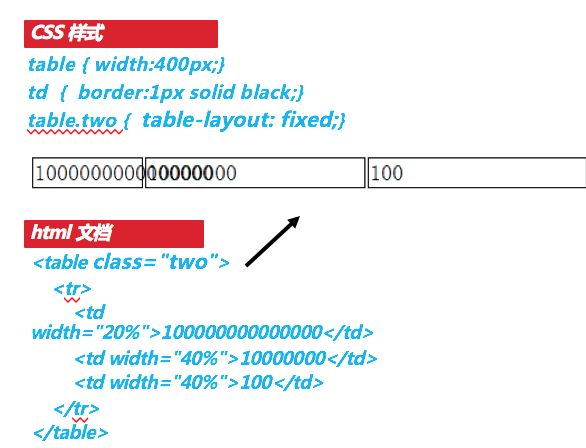 CSS 样式
table { width:400px;}
td { border:1px solid black;}
table.two { table-layout: fixed;}
100000000000000 10000000 100
html 文档
<table class="two">
<tr>
<td
width="20%">100000000000000</td>
<td width="40%">10000000</td>
<td width="40%">100</td>
</tr>
</table>